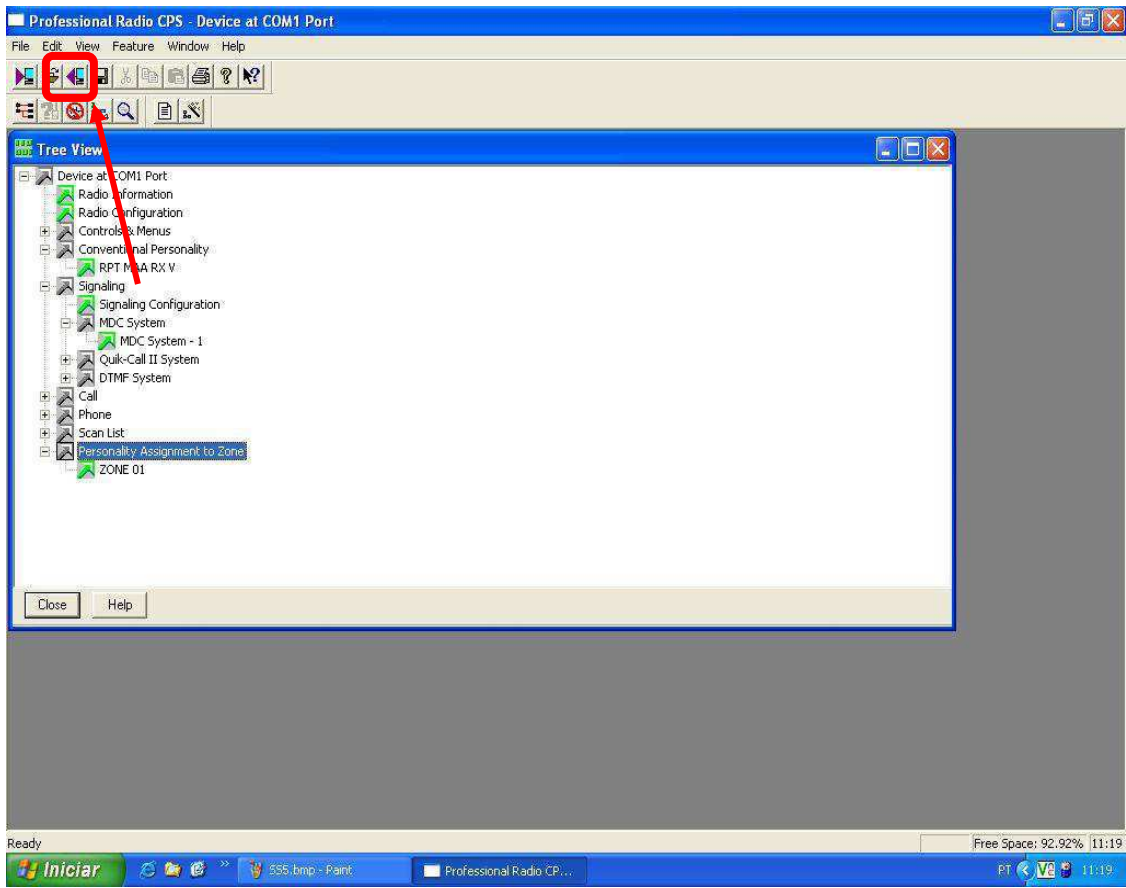 Professional Radio CPS - Device at COM1 Port
File Edit View Feature Window Help
Tree View
Device at COM1 Port
Radio Information
Radio Configuration
Controls & Menus
Conventional Personality
RPT MAA RX V
Signaling
Signaling Configuration
MDC System
MDC System - 1
Quik-Call II System
DTMF System
Call
Phone
Scan List
Personality Assignment to Zone
ZONE 01
Close Help
Ready Free Space: 92.92% 11:19
Iniciar 555.bmp - Paint Professional Radio CP... PT 11:19